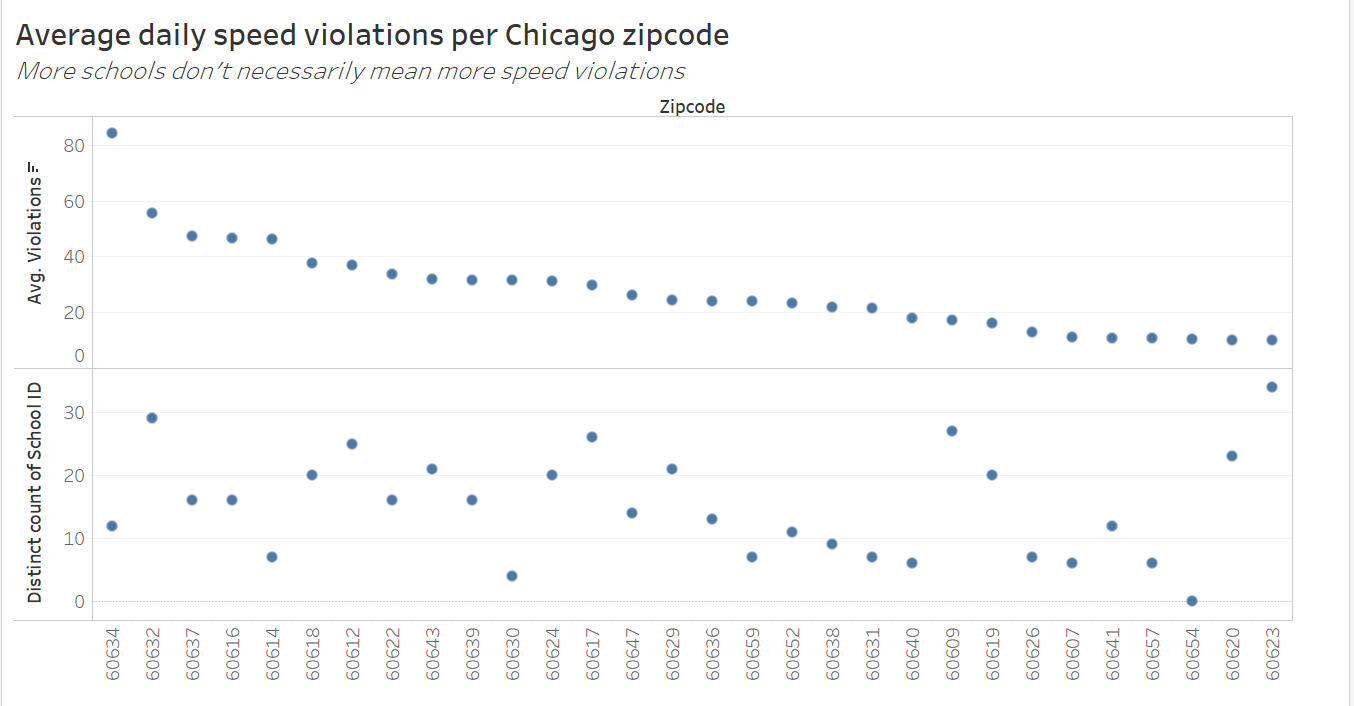 Average daily speed violations per Chicago zipcode
More schools don't necessarily mean more speed violations
Zipcode
Avg. Violations
80
60
40
20
0
Distinct count of School ID
30
20
10
0
60634 60632 60637 60616 60614 60618 60612 60622 60643 60639 60630 60624 60617 60647 60629 60636 60659 60652 60638 60631 60640 60609 60619 60626 60607 60641 60657 60654 60620 60623